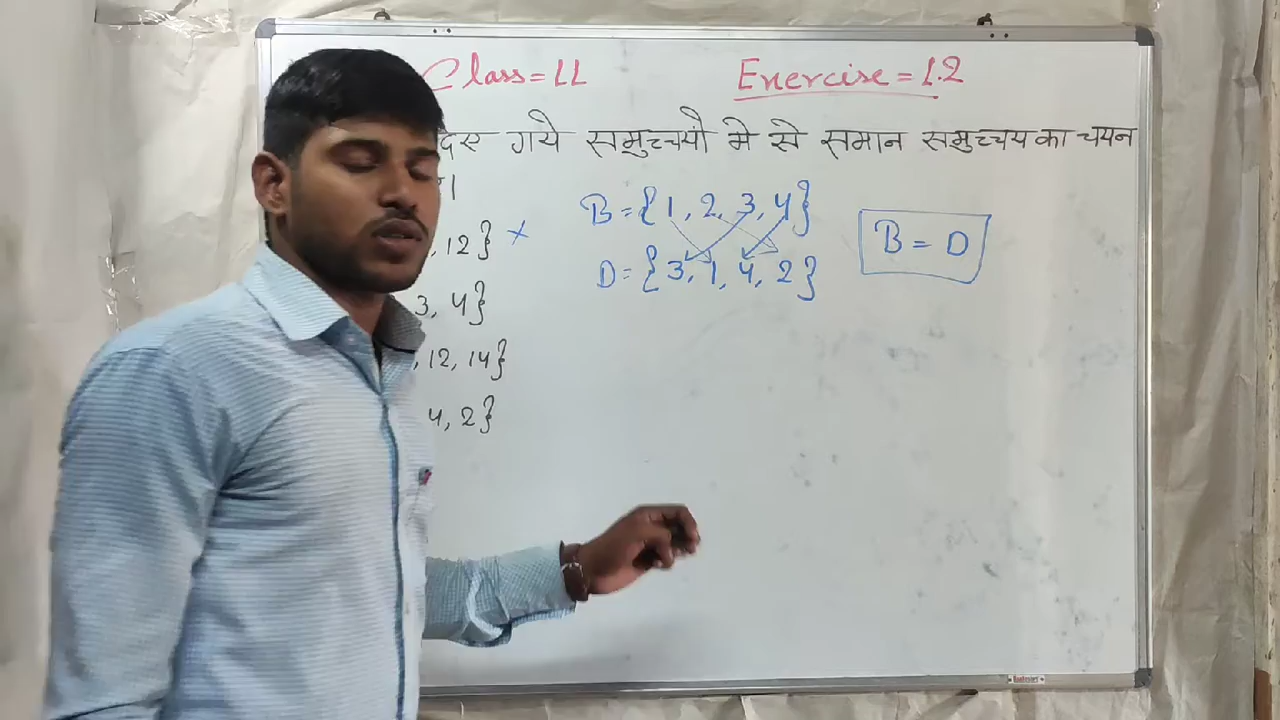 Class = 11
Exercise = 1.2
गये समुच्चयो मे से समान समुच्चय का चयन
, 12} ×
3, 4}
, 12, 14}
4, 2}
B = {1, 2, 3, 4}
D = {3, 1, 4, 2}
B = D